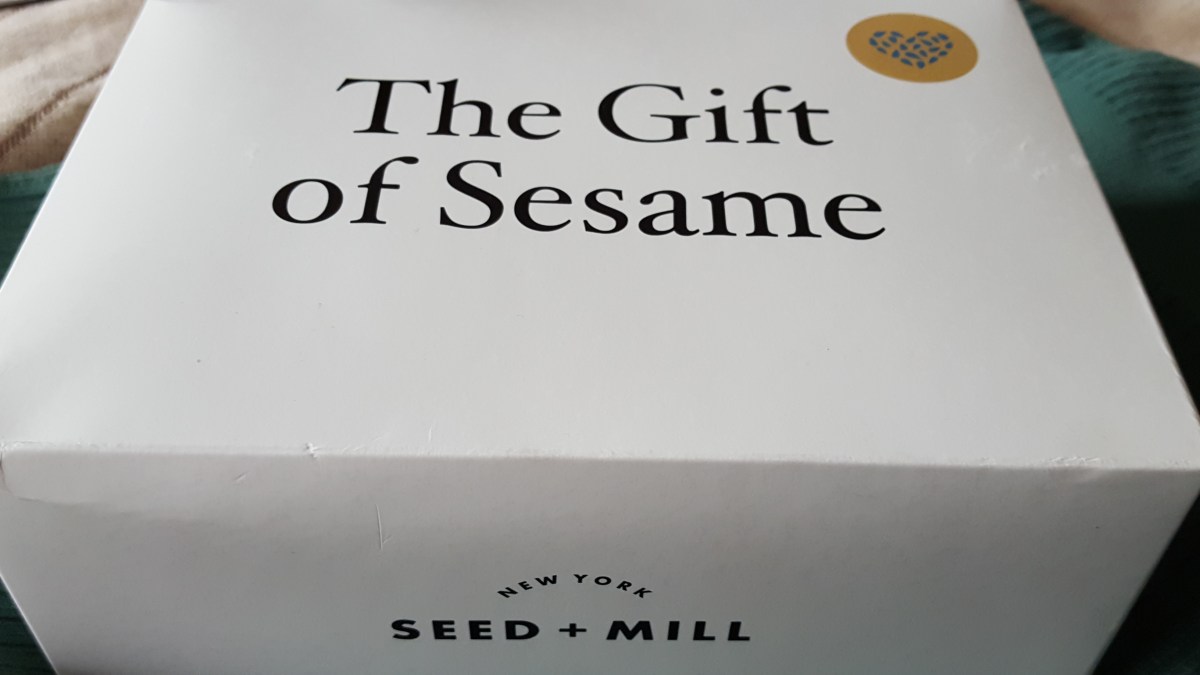 The Gift
of Sesame
NEW YORK
SEED + MILL